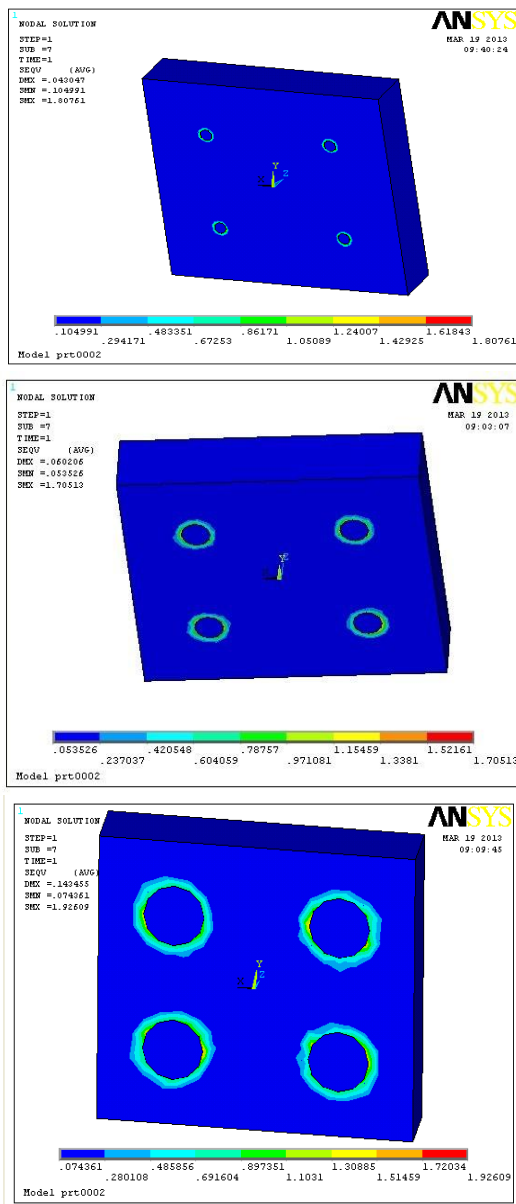 1
NODAL SOLUTION
STEP=1
SUB =7
TIME=1
SEQV (AVG)
DMX =.043047
SMN =.104991
SMX =1.80761
ANSYS
MAR 19 2013
09:40:24
Y
X
Z
.104991 .483351 .86171 1.24007 1.61843
.294171 .67253 1.05089 1.42925 1.80761
Model prt0002
1
NODAL SOLUTION
STEP=1
SUB =7
TIME=1
SEQV (AVG)
DMX =.060206
SMN =.053526
SMX =1.70513
ANSYS
MAR 19 2013
09:03:07
Y
Z
X
.053526 .420548 .78757 1.15459 1.52161
.237037 .604059 .971081 1.3381 1.70513
Model prt0002
1
NODAL SOLUTION
STEP=1
SUB =7
TIME=1
SEQV (AVG)
DMX =.143455
SMN =.074361
SMX =1.92609
ANSYS
MAR 19 2013
09:09:45
Y
Z
X
.074361 .485856 .897351 1.30885 1.72034
.280108 .691604 1.1031 1.51459 1.92609
Model prt0002